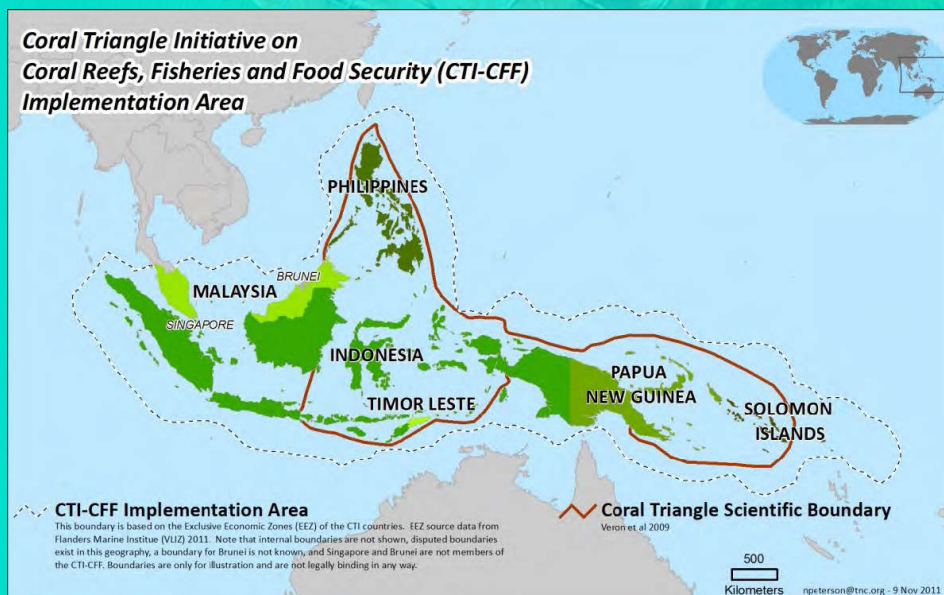 Coral Triangle Initiative on
Coral Reefs, Fisheries and Food Security (CTI-CFF)
Implementation Area
PHILIPPINES
BRUNEI
MALAYSIA
SINGAPORE
INDONESIA
PAPUA
NEW GUINEA
TIMOR LESTE
SOLOMON
ISLANDS
CTI-CFF Implementation Area
This boundary is based on the Exclusive Economic Zones (EEZ) of the CTI countries. EEZ source data from
Flanders Marine Institue (VLIZ) 2011. Note that internal boundaries are not shown, disputed boundaries
exist in this geography, a boundary for Brunei is not known, and Singapore and Brunei are not members of
the CTI-CFF. Boundaries are only for illustration and are not legally binding in any way.
Coral Triangle Scientific Boundary
Veron et al 2009
500
Kilometers
npeterson@tnc.org - 9 Nov 2011